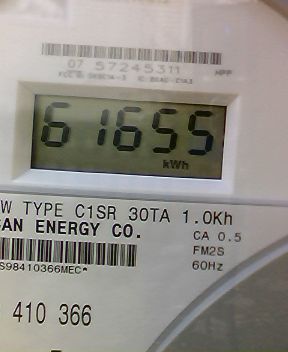 07 57245311
61655
kWh
W TYPE C1SR 30TA 1.0Kh
AN ENERGY CO.
CA 0.5
FM2S
S98410366MEC*
60Hz
410 366